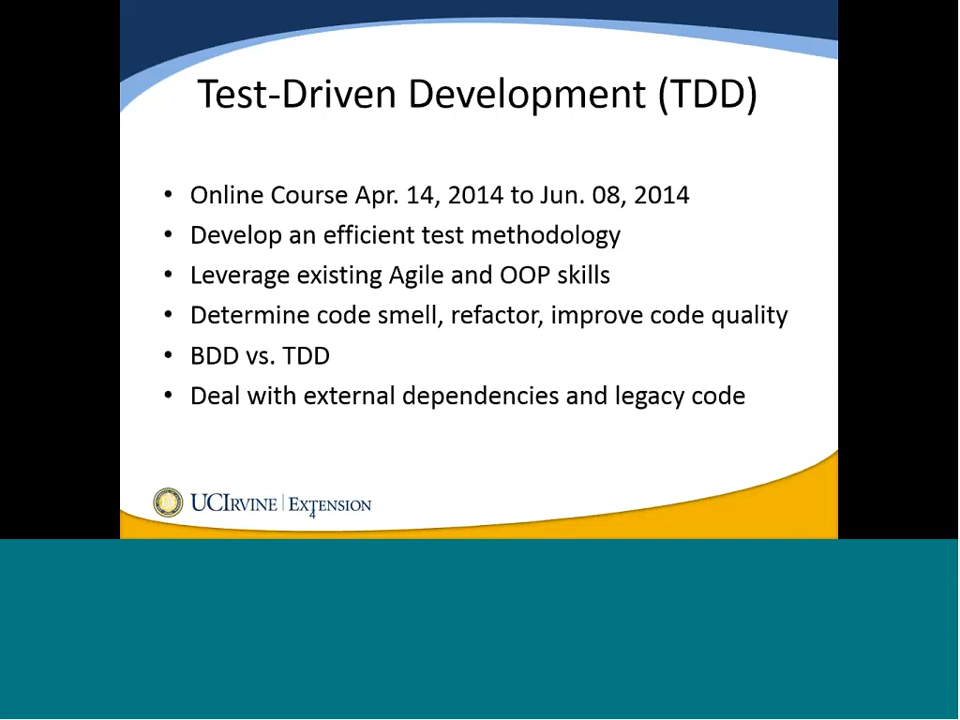 Test-Driven Development (TDD)
• Online Course Apr. 14, 2014 to Jun. 08, 2014
• Develop an efficient test methodology
• Leverage existing Agile and OOP skills
• Determine code smell, refactor, improve code quality
• BDD vs. TDD
• Deal with external dependencies and legacy code
UCIRVINE | EXTENSION
4